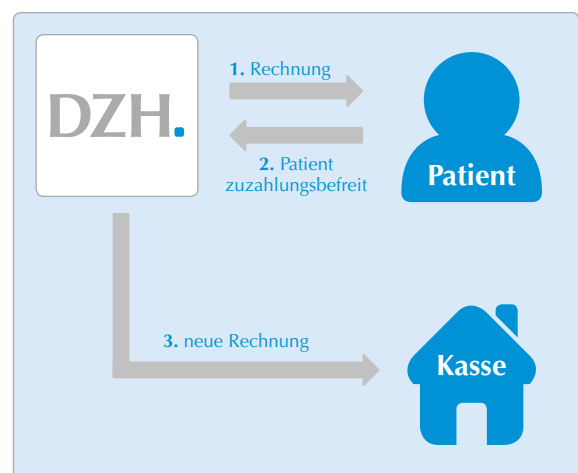 DZH.
1. Rechnung
2. Patient
zuzahlungsbefreit
Patient
3. neue Rechnung
Kasse